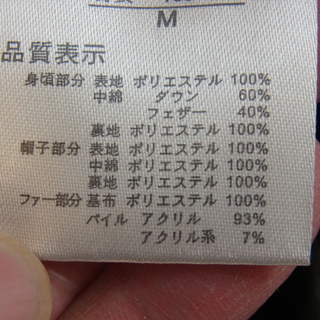 M
品質表示
身頃部分 表地 ポリエステル 100%
中綿 ダウン 60%
フェザー 40%
裏地 ポリエステル 100%
帽子部分 表地 ポリエステル 100%
中綿 ポリエステル 100%
裏地 ポリエステル 100%
ファー部分 基布 ポリエステル 100%
パイル アクリル 93%
アクリル系 7%